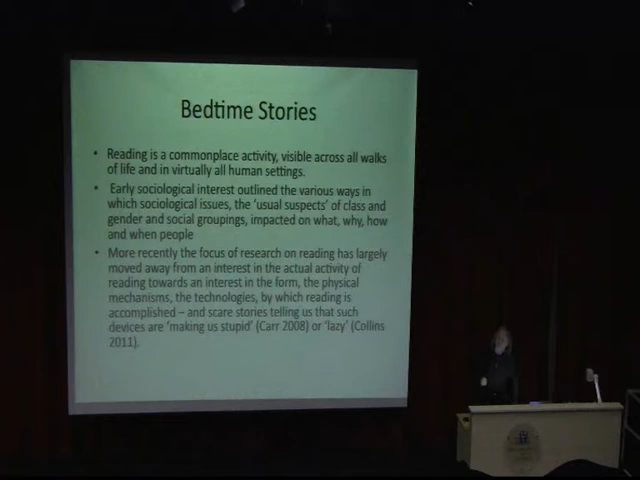 Bedtime Stories
• Reading is a commonplace activity, visible across all walks
of life and in virtually all human settings.
• Early sociological interest outlined the various ways in
which sociological issues, the 'usual suspects' of class and
gender and social groupings, impacted on what, why, how
and when people
• More recently the focus of research on reading has largely
moved away from an interest in the actual activity of
reading towards an interest in the form, the physical
mechanisms, the technologies, by which reading is
accomplished – and scare stories telling us that such
devices are 'making us stupid' (Carr 2008) or 'lazy' (Collins
2011).